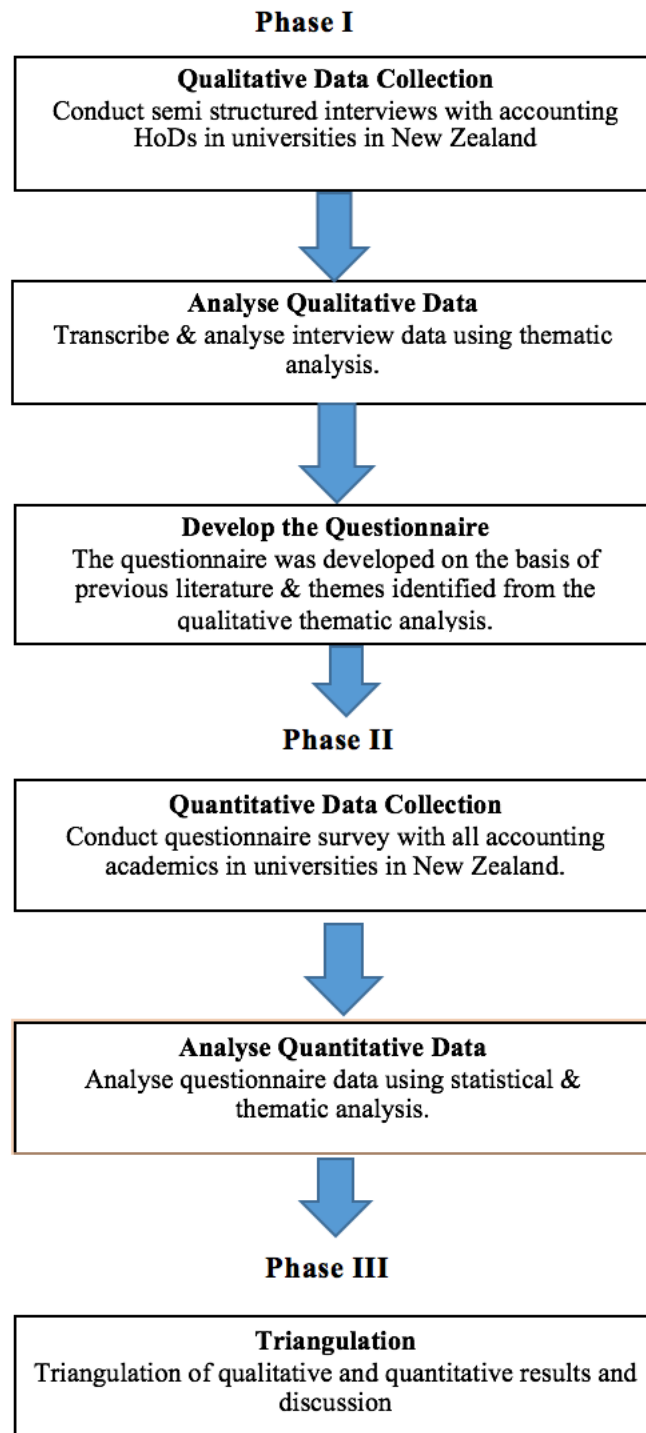 Phase I
Qualitative Data Collection
Conduct semi structured interviews with accounting
HoDs in universities in New Zealand
Analyse Qualitative Data
Transcribe & analyse interview data using thematic
analysis.
Develop the Questionnaire
The questionnaire was developed on the basis of
previous literature & themes identified from the
qualitative thematic analysis.
Phase II
Quantitative Data Collection
Conduct questionnaire survey with all accounting
academics in universities in New Zealand.
Analyse Quantitative Data
Analyse questionnaire data using statistical &
thematic analysis.
Phase III
Triangulation
Triangulation of qualitative and quantitative results and
discussion